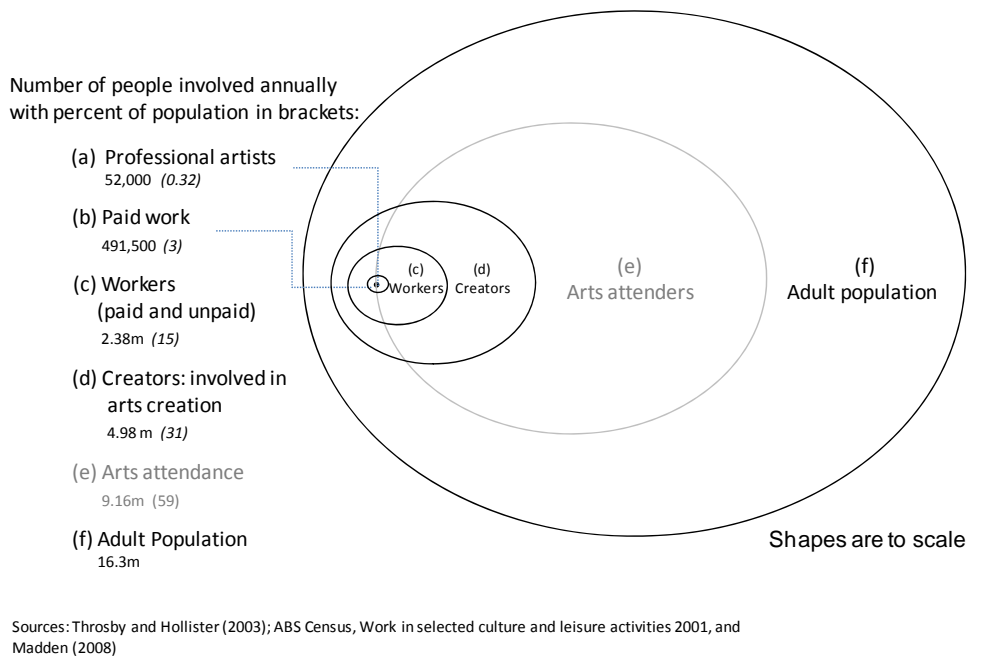 Number of people involved annually
with percent of population in brackets:
(a) Professional artists
52,000 (0.32)
(b) Paid work
491,500 (3)
(c) Workers
(paid and unpaid)
2.38m (15)
(d) Creators: involved in
arts creation
4.98 m (31)
(e) Arts attendance
9.16m (59)
(f) Adult Population
16.3m
(c)
Workers
(d)
Creators
(e)
Arts attenders
(f)
Adult population
Shapes are to scale
Sources: Throsby and Hollister (2003); ABS Census, Work in selected culture and leisure activities 2001, and
Madden (2008)